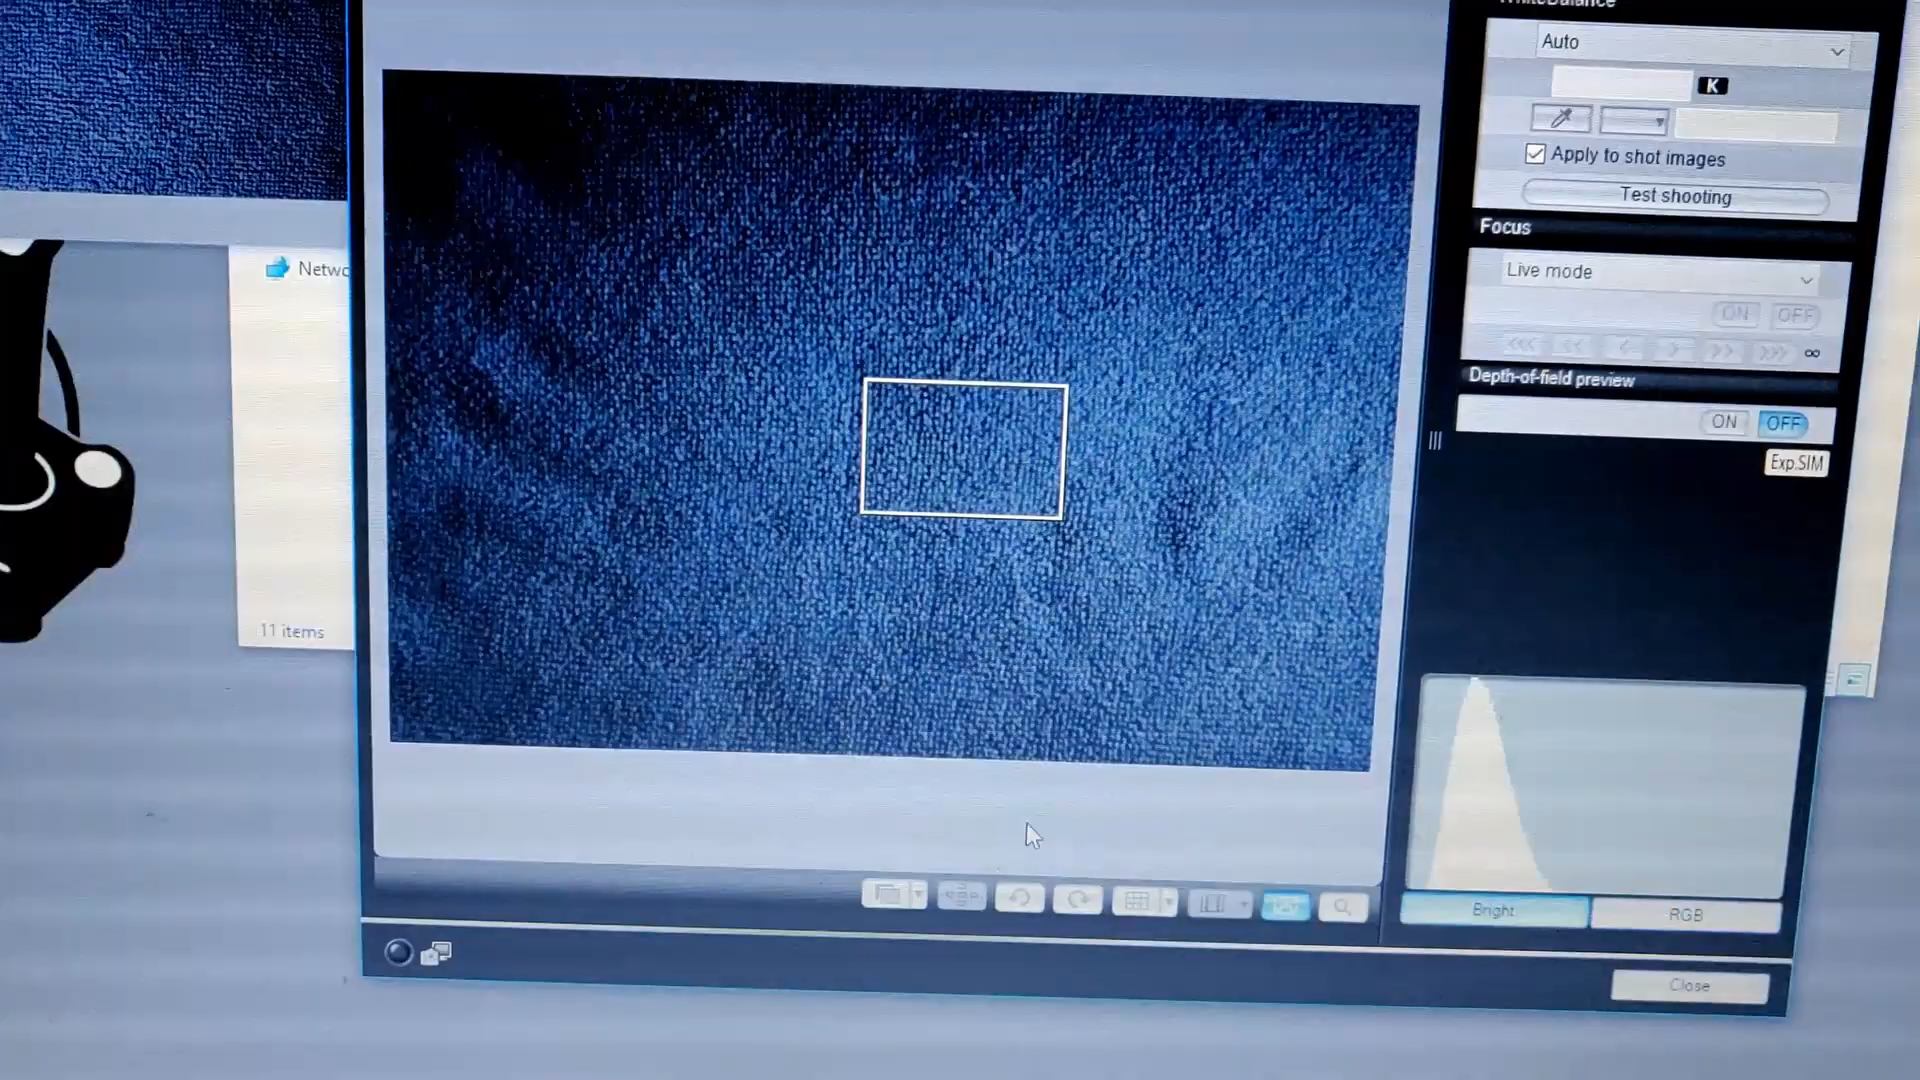 WhiteBalance
Auto
K
Apply to shot images
Test shooting
Focus
Live mode
ON OFF
<<< << < > >> >>> ∞
Depth-of-field preview
ON OFF
Exp.SIM
Netwo
11 items
Bright RGB
Close